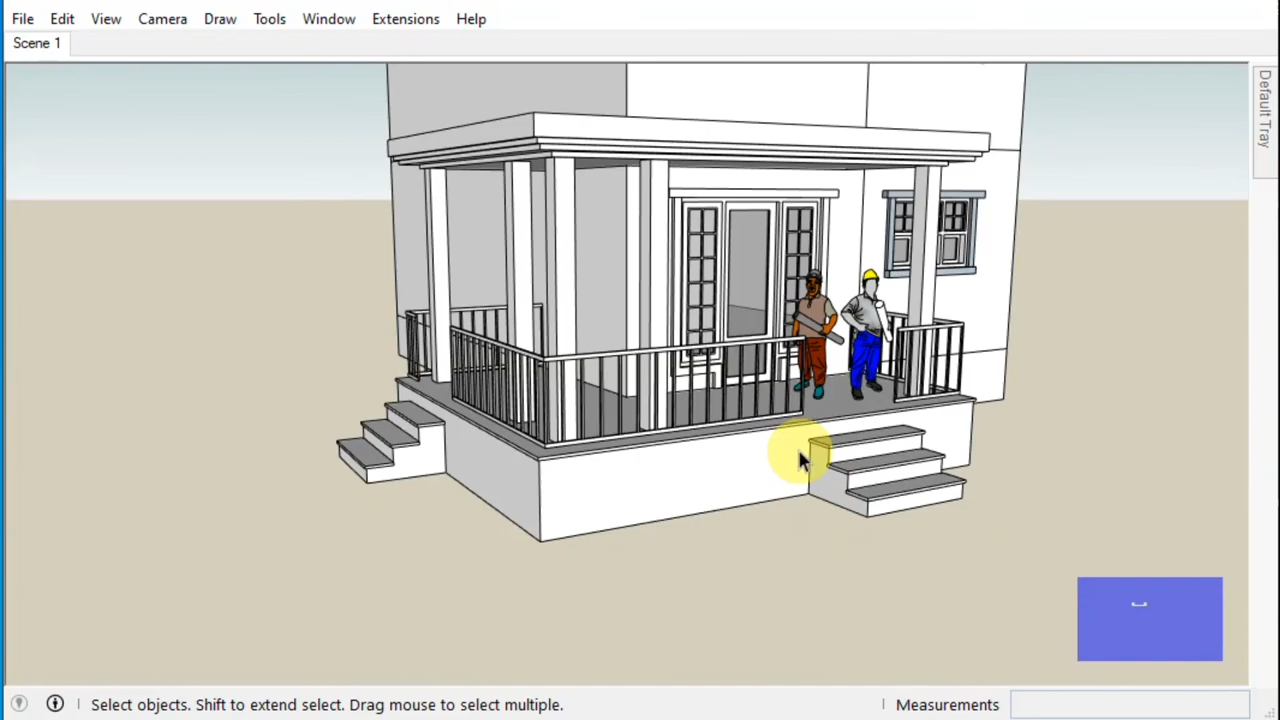 File Edit View Camera Draw Tools Window Extensions Help
Scene 1
Default Tray
Select objects. Shift to extend select. Drag mouse to select multiple.
Measurements